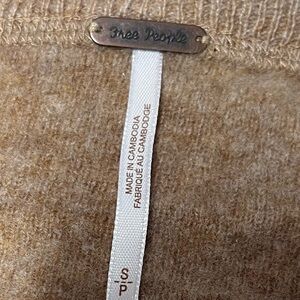 Free People
MADE IN CAMBODIA
FABRIQUÉ AU CAMBODGE
S
P